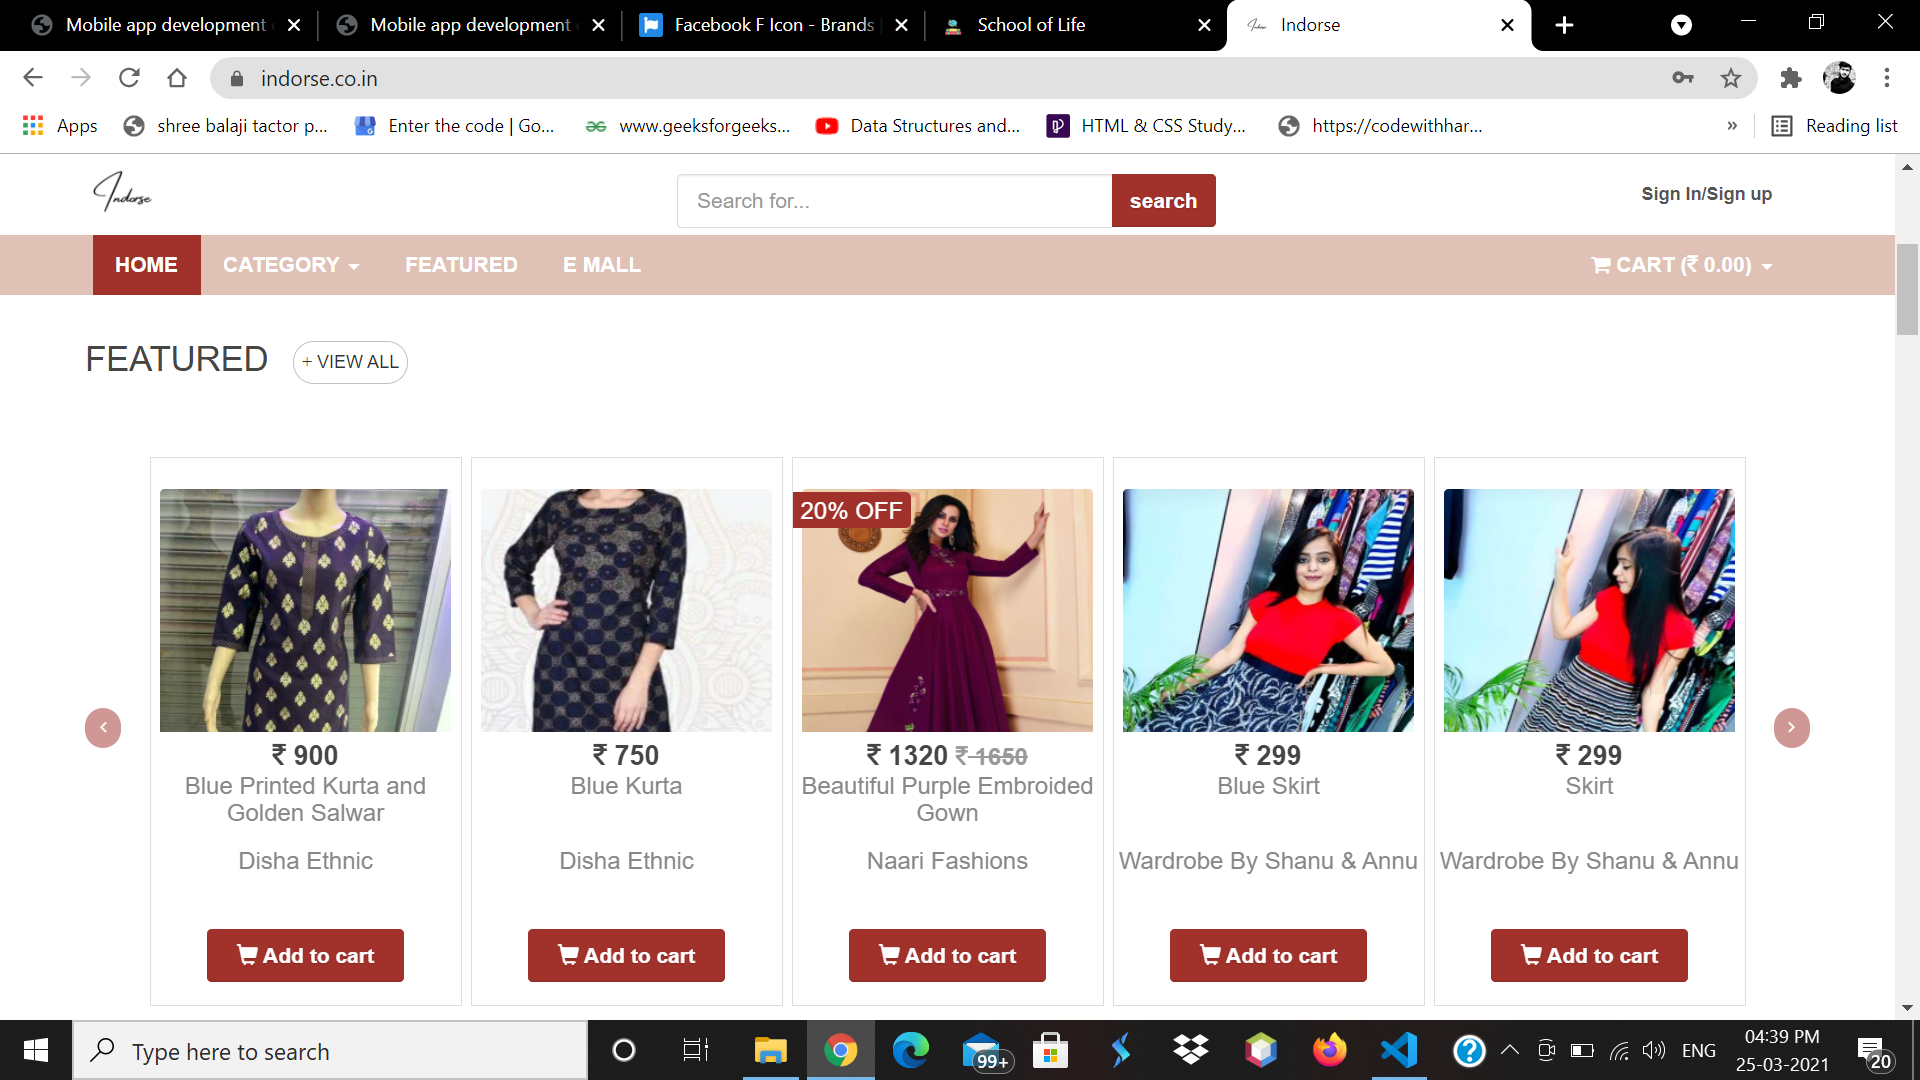 Mobile app development
Mobile app development
Facebook F Icon - Brands
School of Life
Indorse
indorse.co.in
Apps
shree balaji tactor p...
Enter the code | Go...
www.geeksforgeeks...
Data Structures and...
HTML & CSS Study...
https://codewithhar...
»
Reading list
Indorse
Search for...
search
Sign In/Sign up
HOME
CATEGORY
FEATURED
E MALL
CART (₹ 0.00)
FEATURED
+ VIEW ALL
20% OFF
₹ 900
Blue Printed Kurta and
Golden Salwar
Disha Ethnic
Add to cart
₹ 750
Blue Kurta
Disha Ethnic
Add to cart
₹ 1320 ₹ 1650
Beautiful Purple Embroided
Gown
Naari Fashions
Add to cart
₹ 299
Blue Skirt
Wardrobe By Shanu & Annu
Add to cart
₹ 299
Skirt
Wardrobe By Shanu & Annu
Add to cart
Type here to search
99+
ENG
04:39 PM
25-03-2021
20